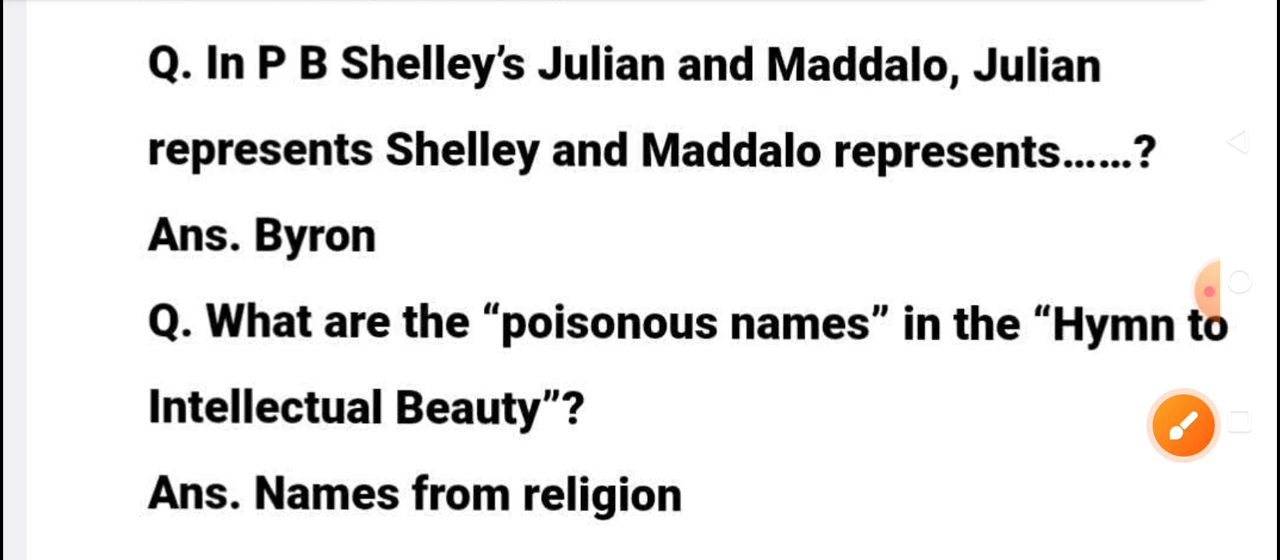 Q. In P B Shelley’s Julian and Maddalo, Julian
represents Shelley and Maddalo represents......?
Ans. Byron
Q. What are the “poisonous names” in the “Hymn to
Intellectual Beauty”?
Ans. Names from religion